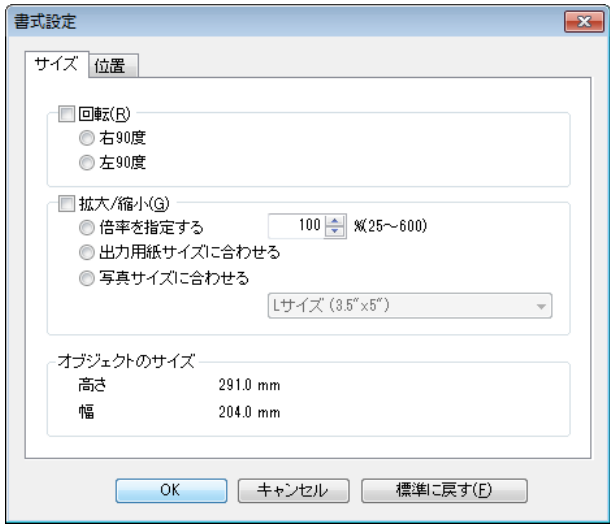 書式設定
サイズ 位置
回転(R)
右90度
左90度
拡大/縮小(G)
倍率を指定する 100 %(25～600)
出力用紙サイズに合わせる
写真サイズに合わせる
Lサイズ (3.5"x5")
オブジェクトのサイズ
高さ 291.0 mm
幅 204.0 mm
OK キャンセル 標準に戻す(F)